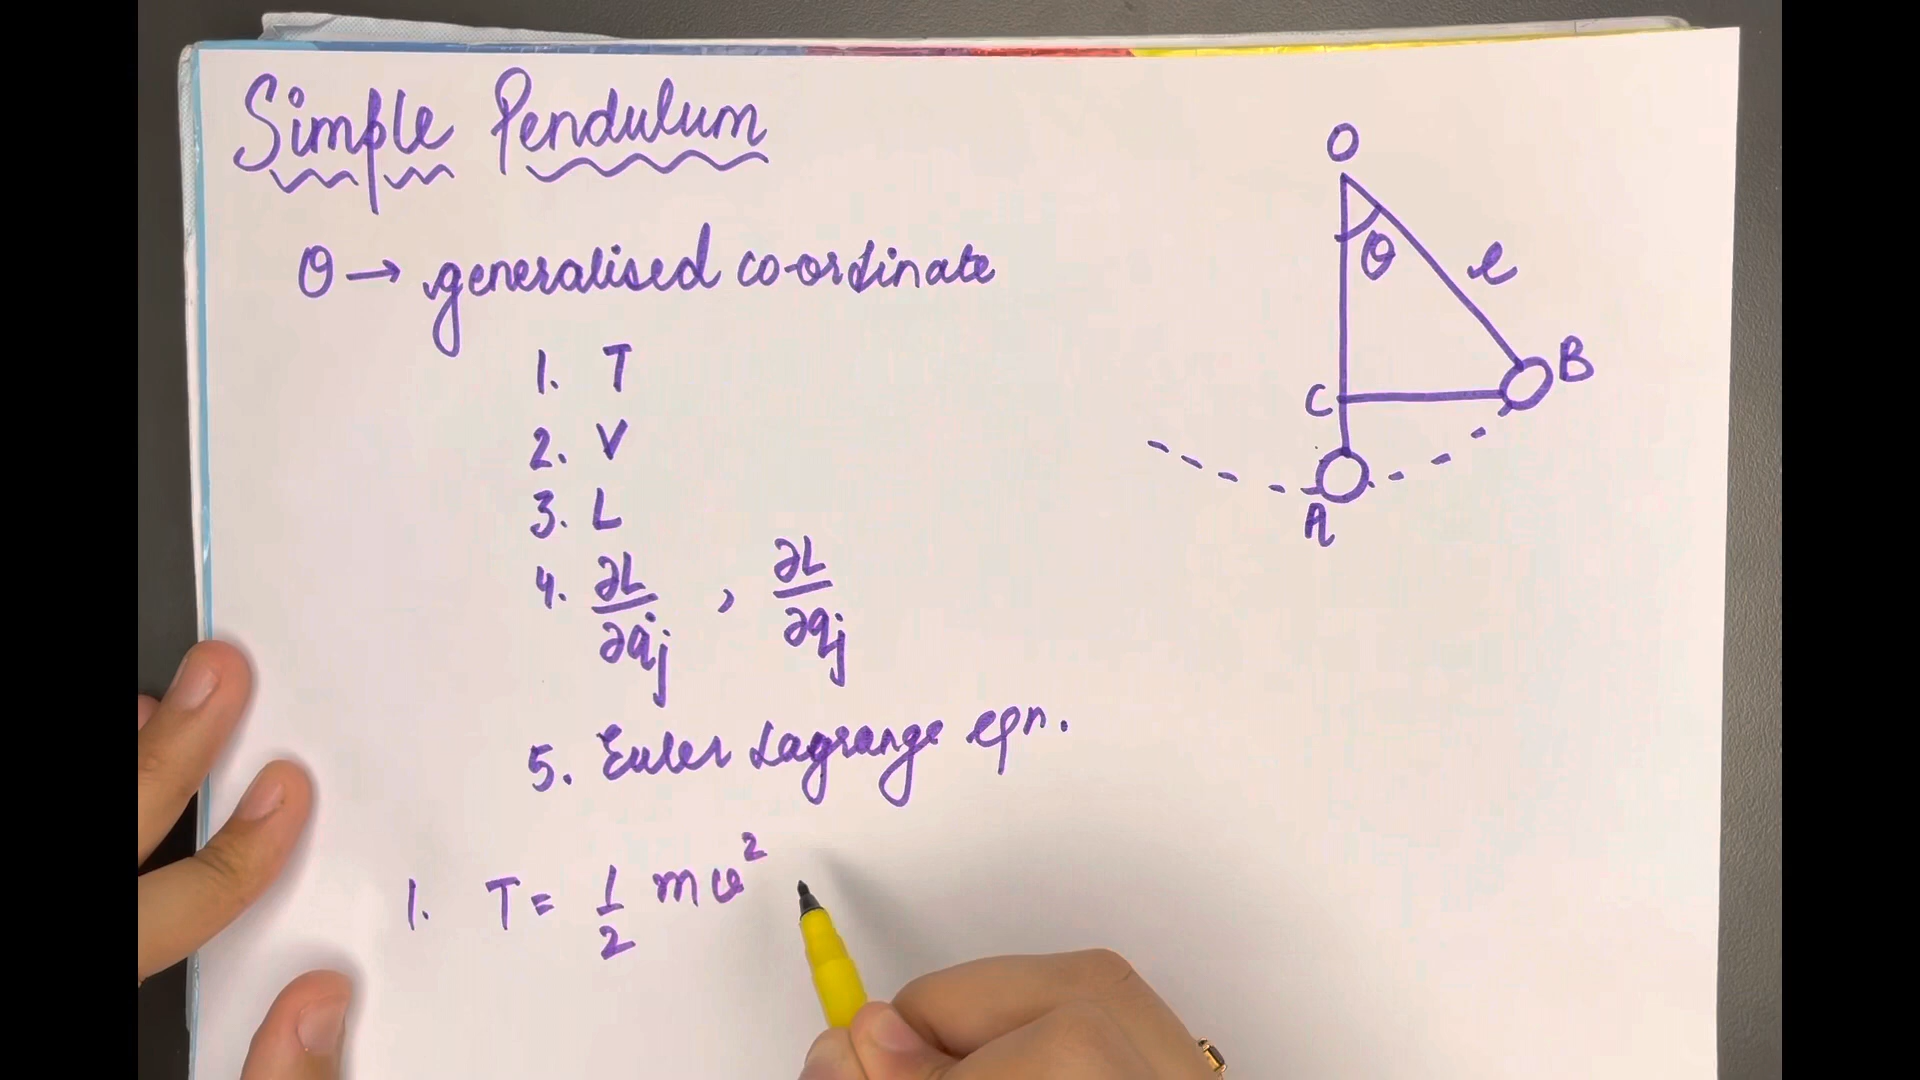 Simple Pendulum
θ → generalised co-ordinate
1. T
2. V
3. L
4. ∂L/∂q̇j , ∂L/∂qj
5. Euler Lagrange eqn.
1. T = 1/2 mv²
O
θ
l
B
C
A